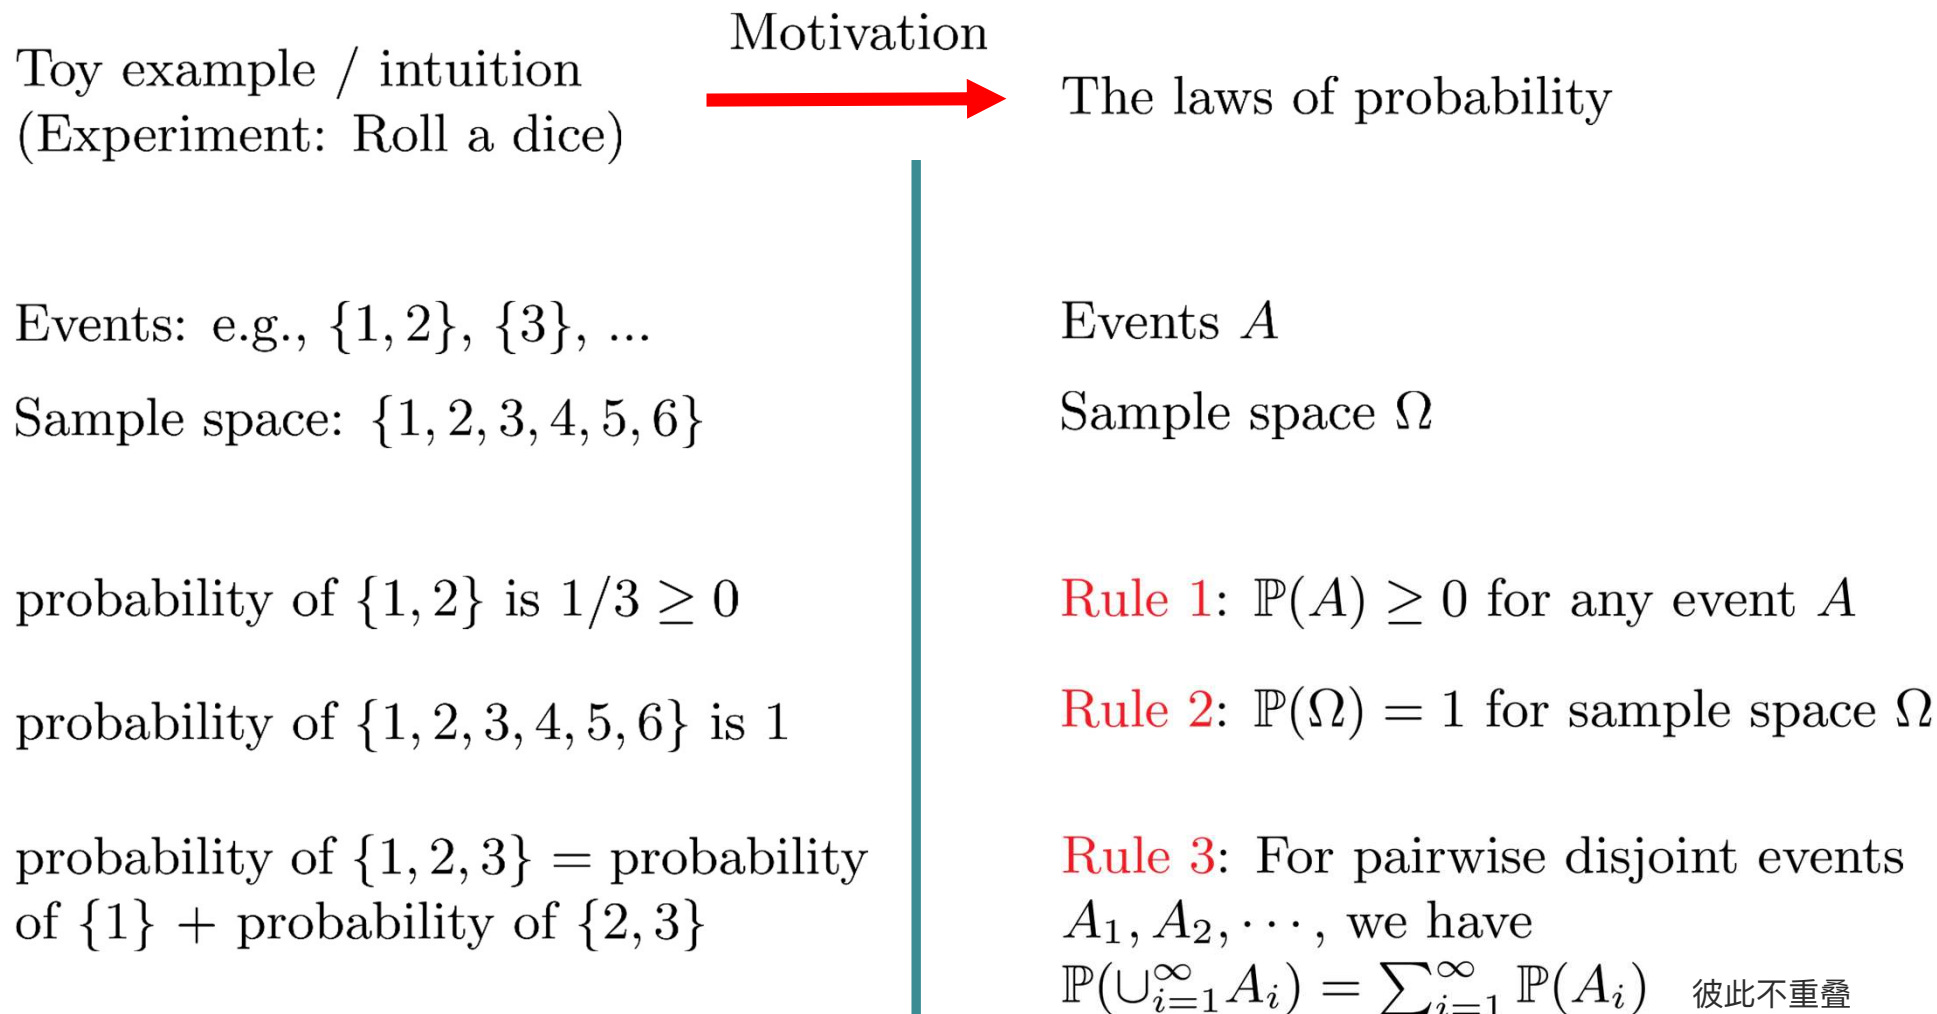 Motivation
Toy example / intuition
(Experiment: Roll a dice)
The laws of probability
Events: e.g., {1, 2}, {3}, ...
Sample space: {1, 2, 3, 4, 5, 6}
probability of {1, 2} is 1/3 ≥ 0
probability of {1, 2, 3, 4, 5, 6} is 1
probability of {1, 2, 3} = probability
of {1} + probability of {2, 3}
Events A
Sample space Ω
Rule 1: ℙ(A) ≥ 0 for any event A
Rule 2: ℙ(Ω) = 1 for sample space Ω
Rule 3: For pairwise disjoint events
A₁, A₂, ⋯, we have
ℙ(∪_{i=1}^∞ A_i) = ∑_{i=1}^∞ ℙ(A_i) 彼此不重叠